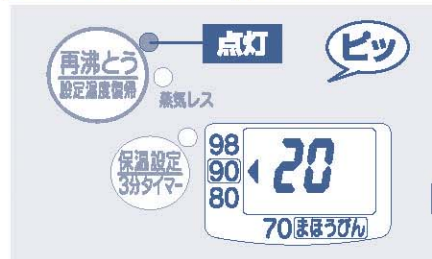 点灯
ピッ
再沸とう
設定温度復帰
蒸気レス
保温設定
3分タイマー
98
90
80
20
70 まほうびん